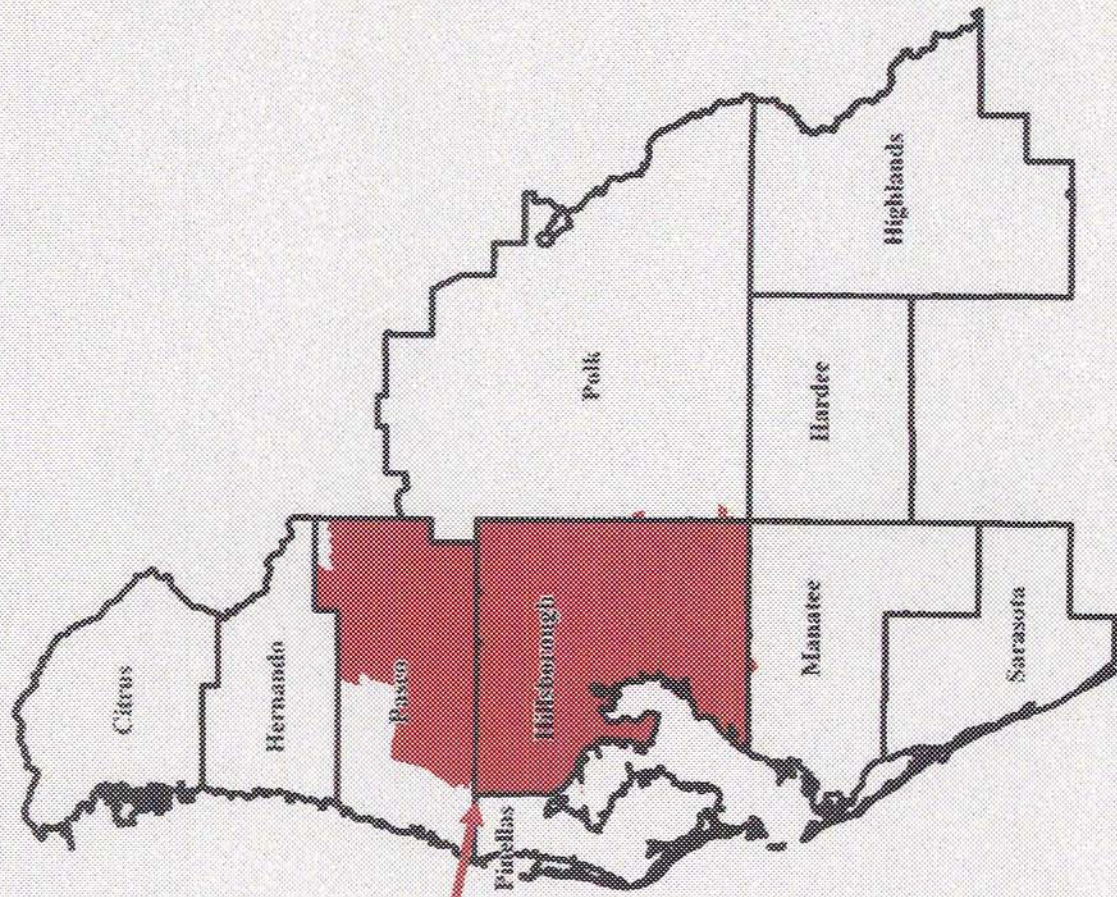 Citrus
Hernando
Pasco
Pinellas
Hillsborough
Polk
Manatee
Hardee
Highlands
Sarasota